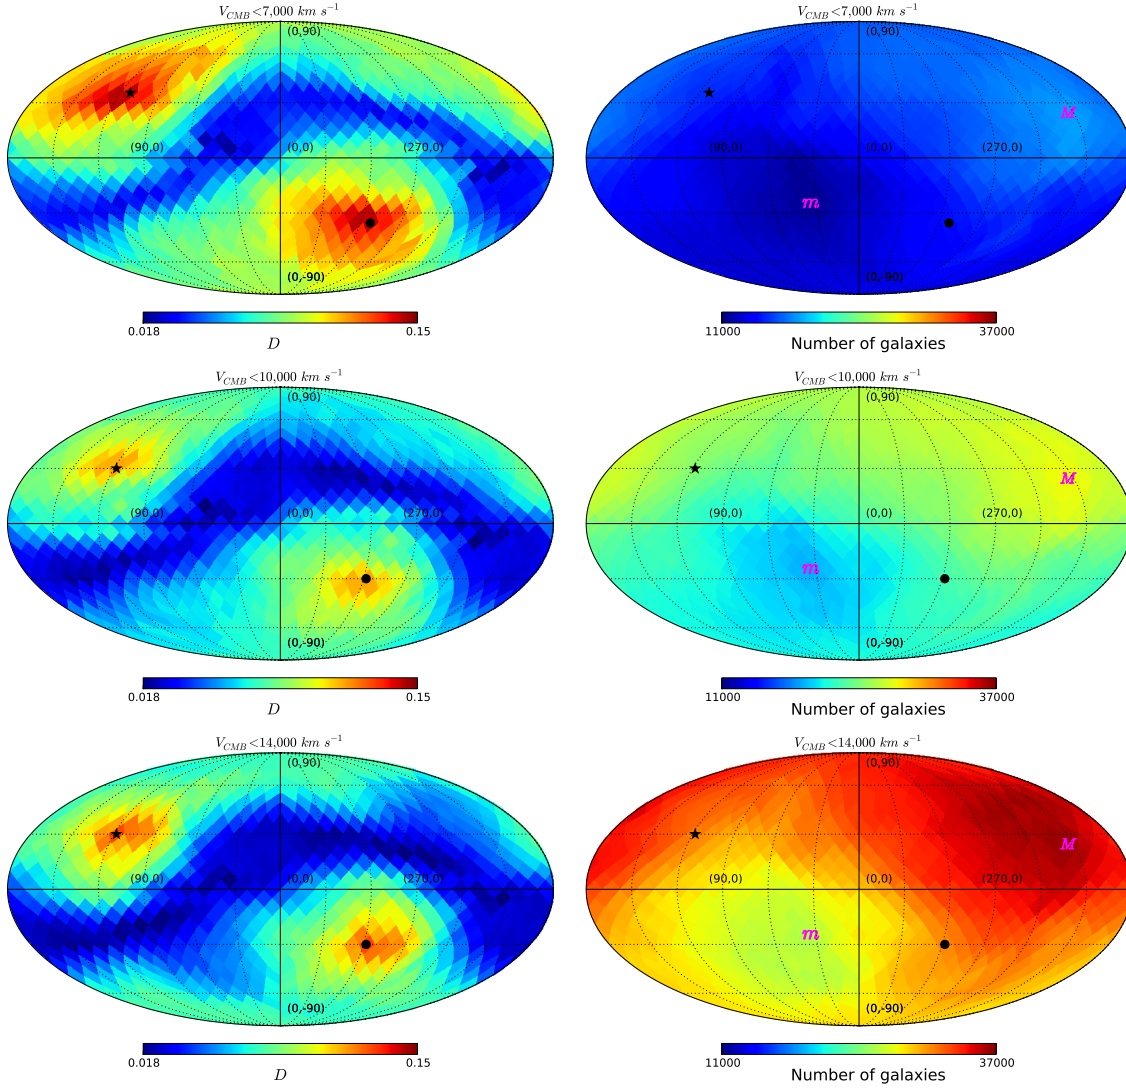 V_CMB<7,000 km s⁻¹
(0,90)
(90,0)
(0,0)
(270,0)
(0,-90)
0.018
0.15
D
V_CMB<7,000 km s⁻¹
(0,90)
M
(90,0)
(0,0)
(270,0)
m
(0,-90)
11000
37000
Number of galaxies
V_CMB<10,000 km s⁻¹
(0,90)
(90,0)
(0,0)
(270,0)
(0,-90)
0.018
0.15
D
V_CMB<10,000 km s⁻¹
(0,90)
M
(90,0)
(0,0)
(270,0)
m
(0,-90)
11000
37000
Number of galaxies
V_CMB<14,000 km s⁻¹
(0,90)
(90,0)
(0,0)
(270,0)
(0,-90)
0.018
0.15
D
V_CMB<14,000 km s⁻¹
(0,90)
M
(90,0)
(0,0)
(270,0)
m
(0,-90)
11000
37000
Number of galaxies